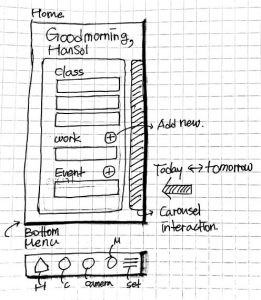 Home
Goodmorning,
HanSol
Class
work
Add new.
Event
Today ↔ tomorrow
Carousel
interaction.
Bottom
Menu
M
H
C
camera
set